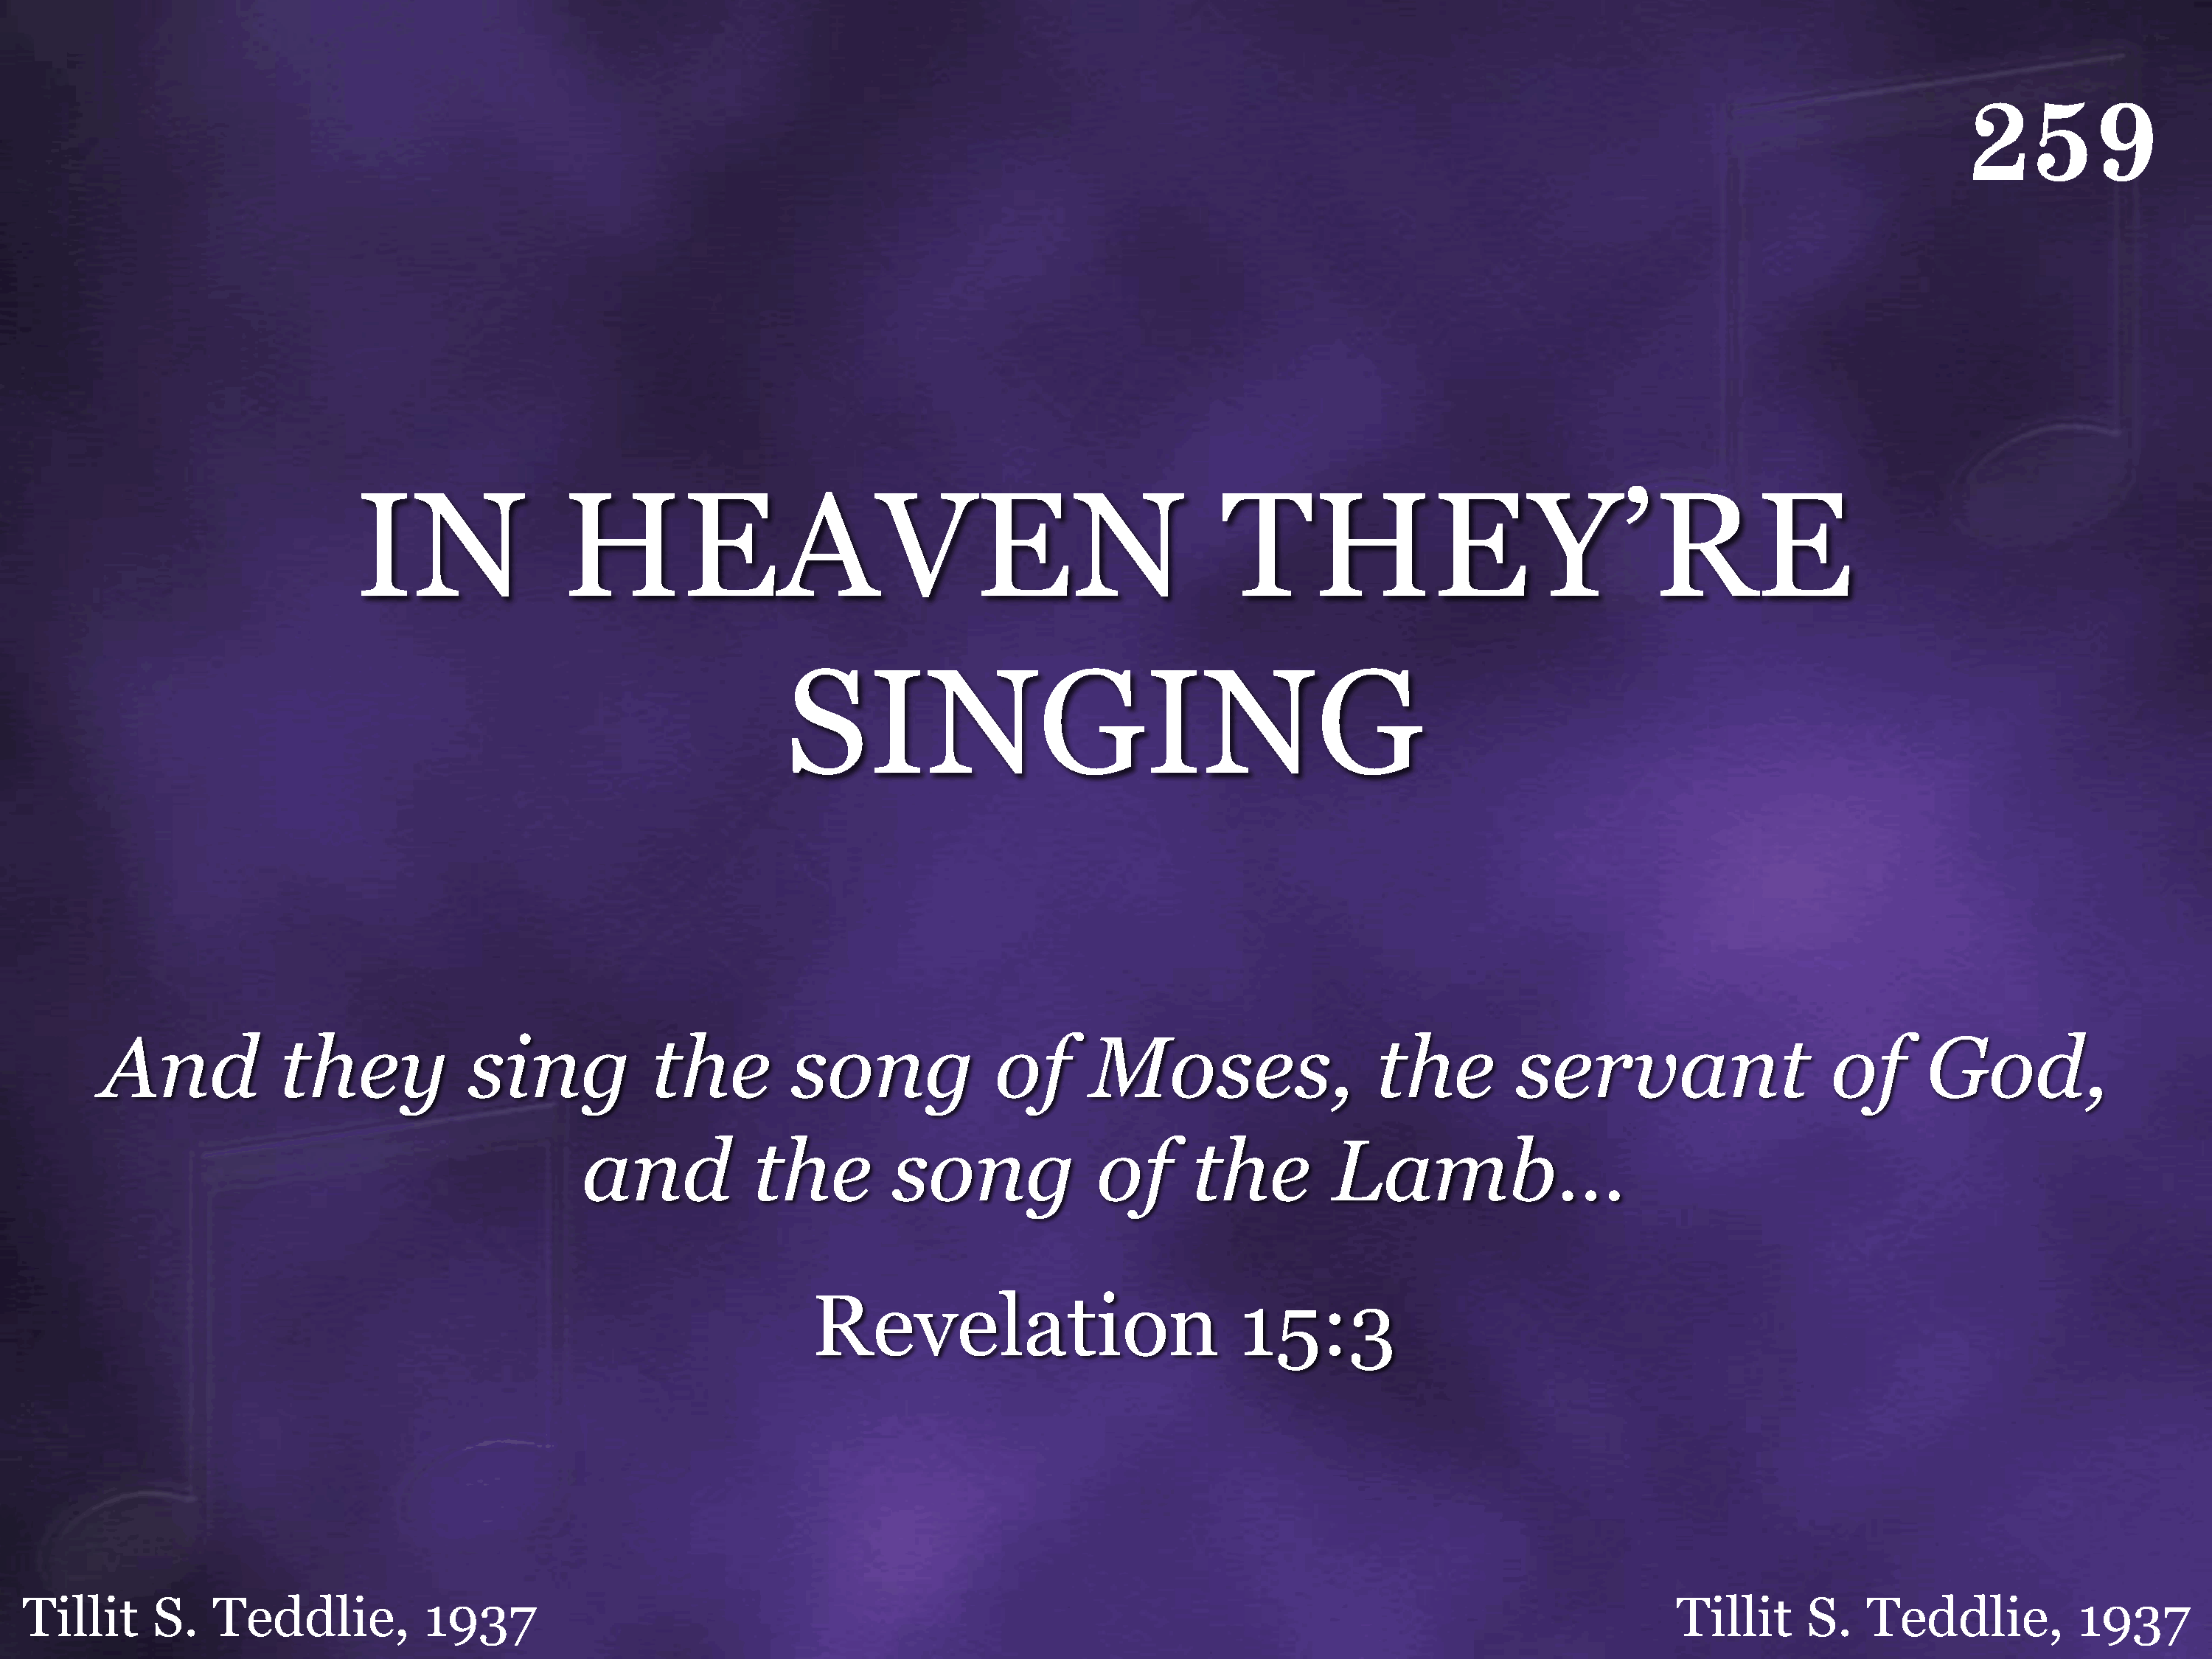 259
IN HEAVEN THEY’RE
SINGING
And they sing the song of Moses, the servant of God,
and the song of the Lamb…
Revelation 15:3
Tillit S. Teddlie, 1937
Tillit S. Teddlie, 1937